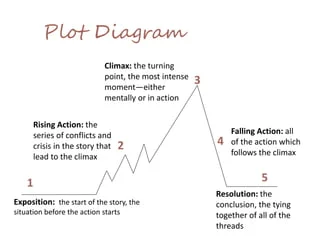 Plot Diagram
Climax: the turning
point, the most intense
moment—either
mentally or in action
3
Rising Action: the
series of conflicts and
crisis in the story that
lead to the climax
2
4
Falling Action: all
of the action which
follows the climax
1
Exposition: the start of the story, the
situation before the action starts
5
Resolution: the
conclusion, the tying
together of all of the
threads